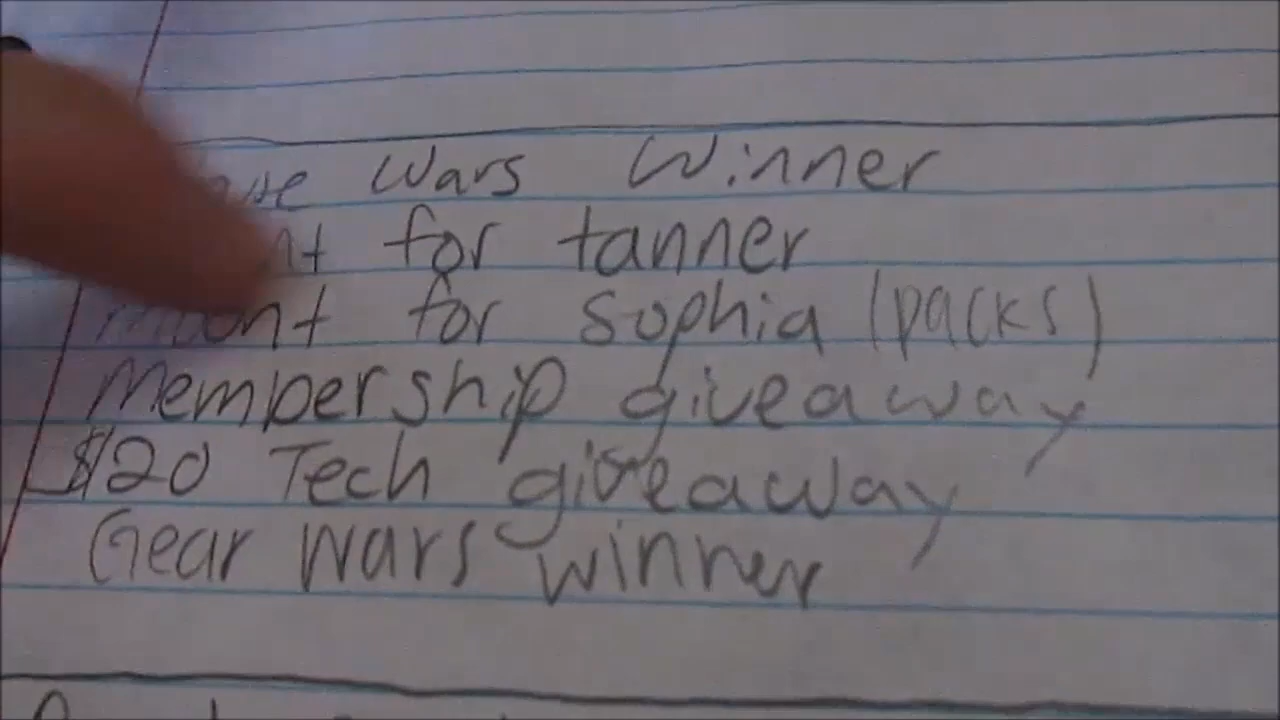 Wars Winner
for tanner
for Sophia (packs)
Membership giveaway
$20 Tech giveaway
Gear Wars winner